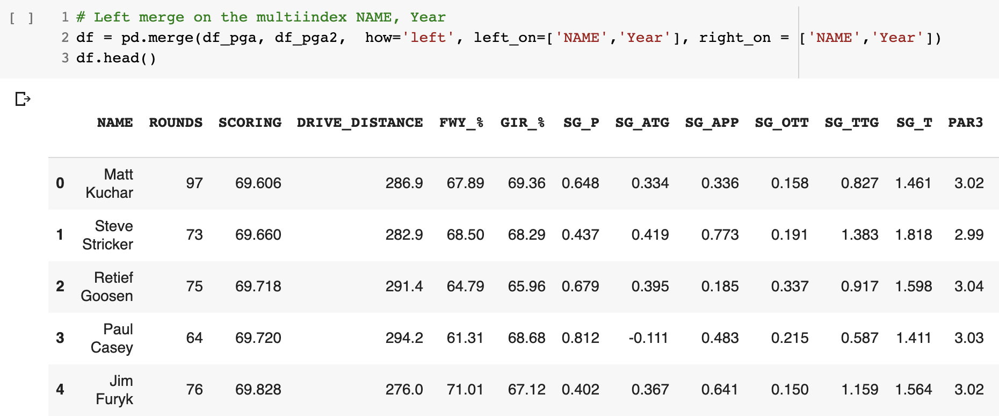 [ ] 1 # Left merge on the multiindex NAME, Year
2 df = pd.merge(df_pga, df_pga2,  how='left', left_on=['NAME','Year'], right_on = ['NAME','Year'])
3 df.head()
NAME ROUNDS SCORING DRIVE_DISTANCE FWY_% GIR_% SG_P SG_ATG SG_APP SG_OTT SG_TTG SG_T PAR3
0 Matt Kuchar 97 69.606 286.9 67.89 69.36 0.648 0.334 0.336 0.158 0.827 1.461 3.02
1 Steve Stricker 73 69.660 282.9 68.50 68.29 0.437 0.419 0.773 0.191 1.383 1.818 2.99
2 Retief Goosen 75 69.718 291.4 64.79 65.96 0.679 0.395 0.185 0.337 0.917 1.598 3.04
3 Paul Casey 64 69.720 294.2 61.31 68.68 0.812 -0.111 0.483 0.215 0.587 1.411 3.03
4 Jim Furyk 76 69.828 276.0 71.01 67.12 0.402 0.367 0.641 0.150 1.159 1.564 3.02